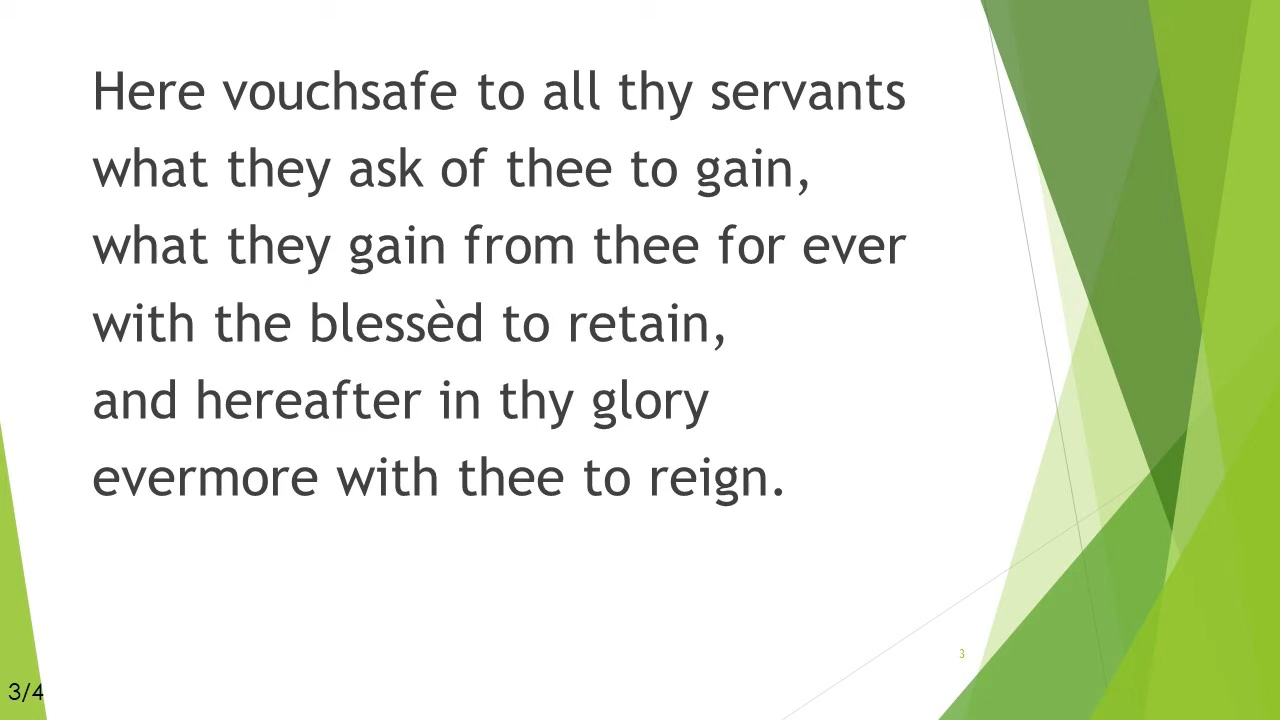 Here vouchsafe to all thy servants
what they ask of thee to gain,
what they gain from thee for ever
with the blessèd to retain,
and hereafter in thy glory
evermore with thee to reign.
3
3/4